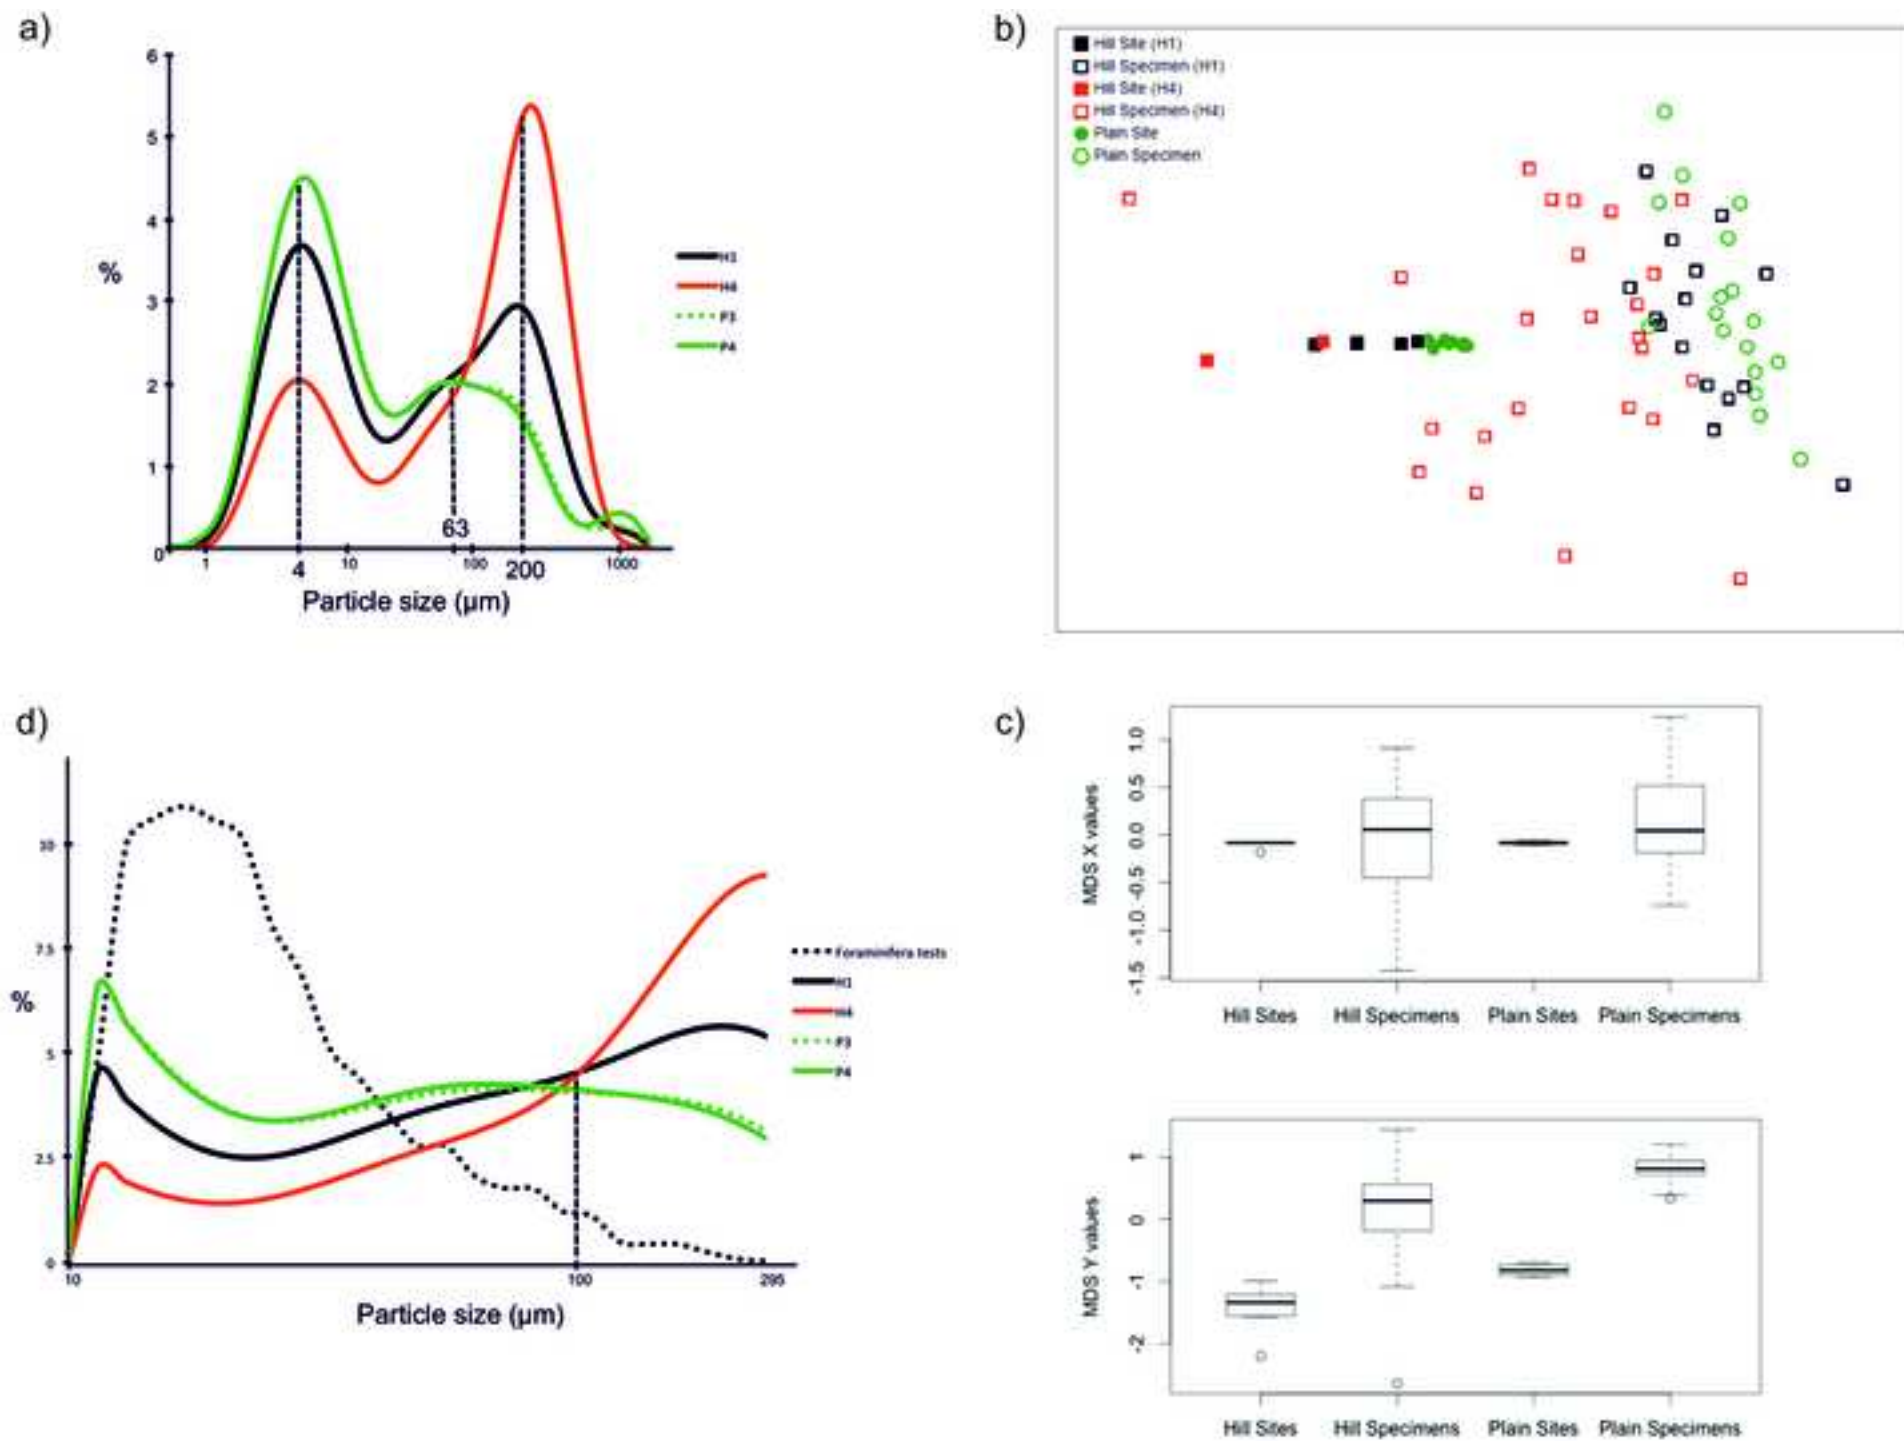 a)
6
5
4
3
2
1
0
%
1
4
10
63
100
200
1000
Particle size (µm)
H1
H4
P3
P4
b)
Hill Site (H1)
Hill Specimen (H1)
Hill Site (H4)
Hill Specimen (H4)
Plain Site
Plain Specimen
d)
10
7.5
5
2.5
0
%
10
100
295
Particle size (µm)
Foraminifera tests
H1
H4
P3
P4
c)
MDS X values
1.0
0.5
0.0
-0.5
-1.0
-1.5
Hill Sites Hill Specimens Plain Sites Plain Specimens
MDS Y values
1
0
-1
-2
Hill Sites Hill Specimens Plain Sites Plain Specimens